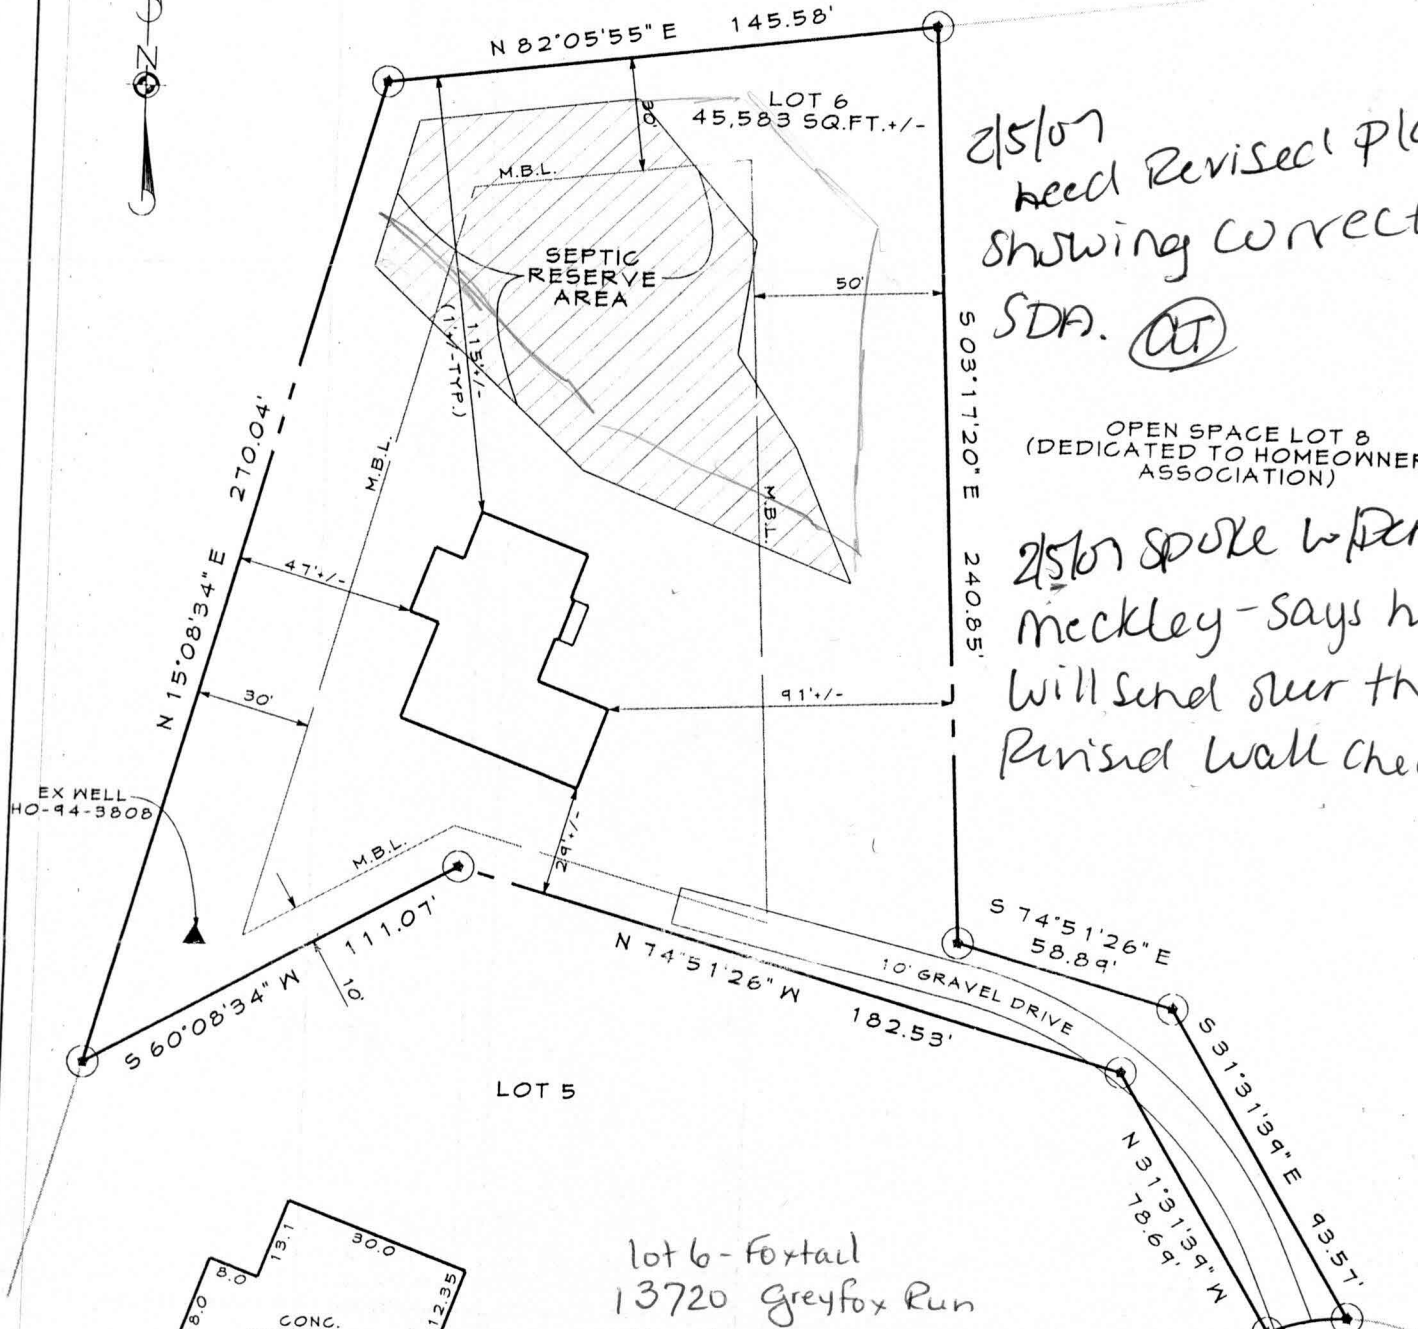 N
N 82°05'55" E 145.58'
LOT 6
45,583 SQ.FT.+/-
30'
M.B.L.
SEPTIC
RESERVE
AREA
50'
115'+/-
(1'+/-TYP.)
2/5/07
need Revised
showing correct
SDA. 
S 03°17'20" E 240.85'
OPEN SPACE LOT 8
(DEDICATED TO HOMEOWNER
ASSOCIATION)
N 15°08'34" E 270.04'
M.B.L.
M.B.L.
47'+/-
30'
91'+/-
2/5/07 Spoke w/
Meckley - Says
will send over
Revised Wall
EX WELL
HO-94-3808
M.B.L.
29'+/-
S 60°08'34" W 111.07'
10'
N 74°51'26" W 182.53'
10' GRAVEL DRIVE
S 74°51'26" E
58.89'
S 31°31'39" E 93.57'
N 31°31'39" W
78.69'
LOT 5
13.1
30.0
8.0
8.0
12.35
CONC.
lot 6 - Foxtail
13720 Greyfox Run